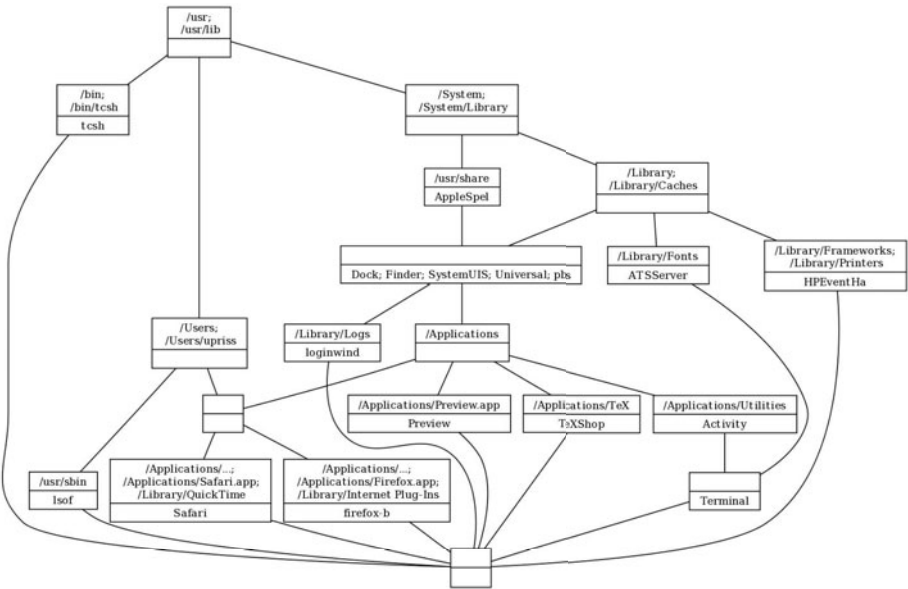 /usr;
/usr/lib
/bin;
/bin/tcsh
tcsh
/System;
/System/Library
/usr/share
AppleSpel
/Library;
/Library/Caches
Dock; Finder; SystemUIS; Universal; pbs
/Library/Fonts
ATSServer
/Library/Frameworks;
/Library/Printers
HPEventHa
/Users;
/Users/upriss
/Library/Logs
loginwind
/Applications
/Applications/Preview.app
Preview
/Applications/TeX
TeXShop
/Applications/Utilities
Activity
/usr/sbin
lsof
/Applications/...;
/Applications/Safari.app;
/Library/QuickTime
Safari
/Applications/...;
/Applications/Firefox.app;
/Library/Internet Plug-Ins
firefox-b
Terminal